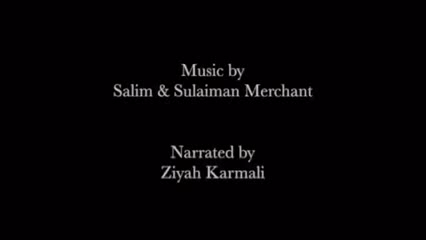 Music by
Salim & Sulaiman Merchant
Narrated by
Ziyah Karmali